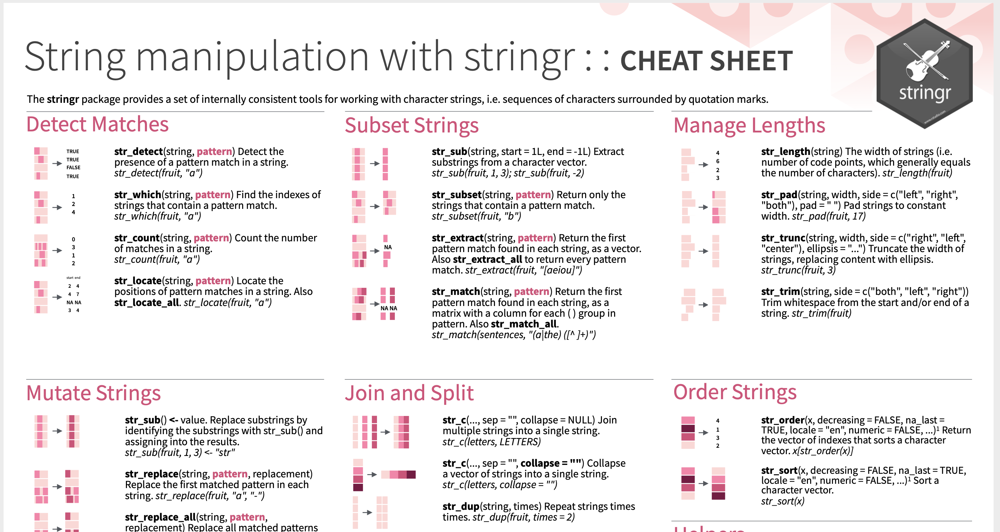 String manipulation with stringr : : CHEAT SHEET
stringr
www.rstudio.com
The stringr package provides a set of internally consistent tools for working with character strings, i.e. sequences of characters surrounded by quotation marks.
Detect Matches
TRUE
TRUE
FALSE
TRUE
str_detect(string, pattern) Detect the
presence of a pattern match in a string.
str_detect(fruit, "a")
1
2
4
str_which(string, pattern) Find the indexes of
strings that contain a pattern match.
str_which(fruit, "a")
0
3
1
2
str_count(string, pattern) Count the number
of matches in a string.
str_count(fruit, "a")
start end
2 4
4 7
NA NA
3 4
str_locate(string, pattern) Locate the
positions of pattern matches in a string. Also
str_locate_all. str_locate(fruit, "a")
Subset Strings
str_sub(string, start = 1L, end = -1L) Extract
substrings from a character vector.
str_sub(fruit, 1, 3); str_sub(fruit, -2)
str_subset(string, pattern) Return only the
strings that contain a pattern match.
str_subset(fruit, "b")
NA
str_extract(string, pattern) Return the first
pattern match found in each string, as a vector.
Also str_extract_all to return every pattern
match. str_extract(fruit, "[aeiou]")
NA NA
str_match(string, pattern) Return the first
pattern match found in each string, as a
matrix with a column for each ( ) group in
pattern. Also str_match_all.
str_match(sentences, "(a|the) ([^ ]+)")
Manage Lengths
4
6
2
3
str_length(string) The width of strings (i.e.
number of code points, which generally equals
the number of characters). str_length(fruit)
str_pad(string, width, side = c("left", "right",
"both"), pad = " ") Pad strings to constant
width. str_pad(fruit, 17)
str_trunc(string, width, side = c("right", "left",
"center"), ellipsis = "...") Truncate the width of
strings, replacing content with ellipsis.
str_trunc(fruit, 3)
str_trim(string, side = c("both", "left", "right"))
Trim whitespace from the start and/or end of a
string. str_trim(fruit)
Mutate Strings
str_sub() <- value. Replace substrings by
identifying the substrings with str_sub() and
assigning into the results.
str_sub(fruit, 1, 3) <- "str"
str_replace(string, pattern, replacement)
Replace the first matched pattern in each
string. str_replace(fruit, "a", "-")
str_replace_all(string, pattern,
replacement) Replace all matched patterns
Join and Split
str_c(..., sep = "", collapse = NULL) Join
multiple strings into a single string.
str_c(letters, LETTERS)
str_c(..., sep = "", collapse = "") Collapse
a vector of strings into a single string.
str_c(letters, collapse = "")
str_dup(string, times) Repeat strings times
times. str_dup(fruit, times = 2)
Order Strings
4
1
3
2
str_order(x, decreasing = FALSE, na_last =
TRUE, locale = "en", numeric = FALSE, ...)¹ Return
the vector of indexes that sorts a character
vector. x[str_order(x)]
str_sort(x, decreasing = FALSE, na_last = TRUE,
locale = "en", numeric = FALSE, ...)¹ Sort a
character vector.
str_sort(x)
Helpers